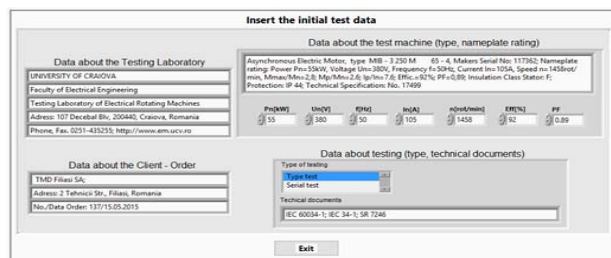 Insert the initial test data
Data about the Testing Laboratory
UNIVERSITY OF CRAIOVA
Faculty of Electrical Engineering
Testing Laboratory of Electrical Rotating Machines
Adress: 107 Decebal Blv, 200440, Craiova, Romania
Phone, Fax. 0251-435255; http://www.em.ucv.ro
Data about the test machine (type, nameplate rating)
Asynchronous Electric Motor, type MIB - 3 250 M 65 - 4, Makers Serial No: 117362; Nameplate
rating: Power Pn=55kW, Voltage Un=380V, Frequency f=50Hz, Current In=105A, Speed n=1458rot/
min, Mmax/Mn=2,8; Mp/Mn=2,6; Ip/In=7,6; Effic.=92%; PF=0,89; Insulation Class Stator: F;
Protection: IP 44; Technical Specification: No. 17499
Pn[kW] Un[V] f[Hz] In[A] n[rot/min] Eff[%] PF
55 380 50 105 1458 92 0.89
Data about the Client - Order
TMD Filiasi SA;
Adress: 2 Tehnicii Str., Filiasi, Romania
No./Data Order: 137/15.05.2015
Data about testing (type, technical documents)
Type of testing
Type test
Serial test
Techical documents
IEC 60034-1; IEC 34-1; SR 7246
Exit